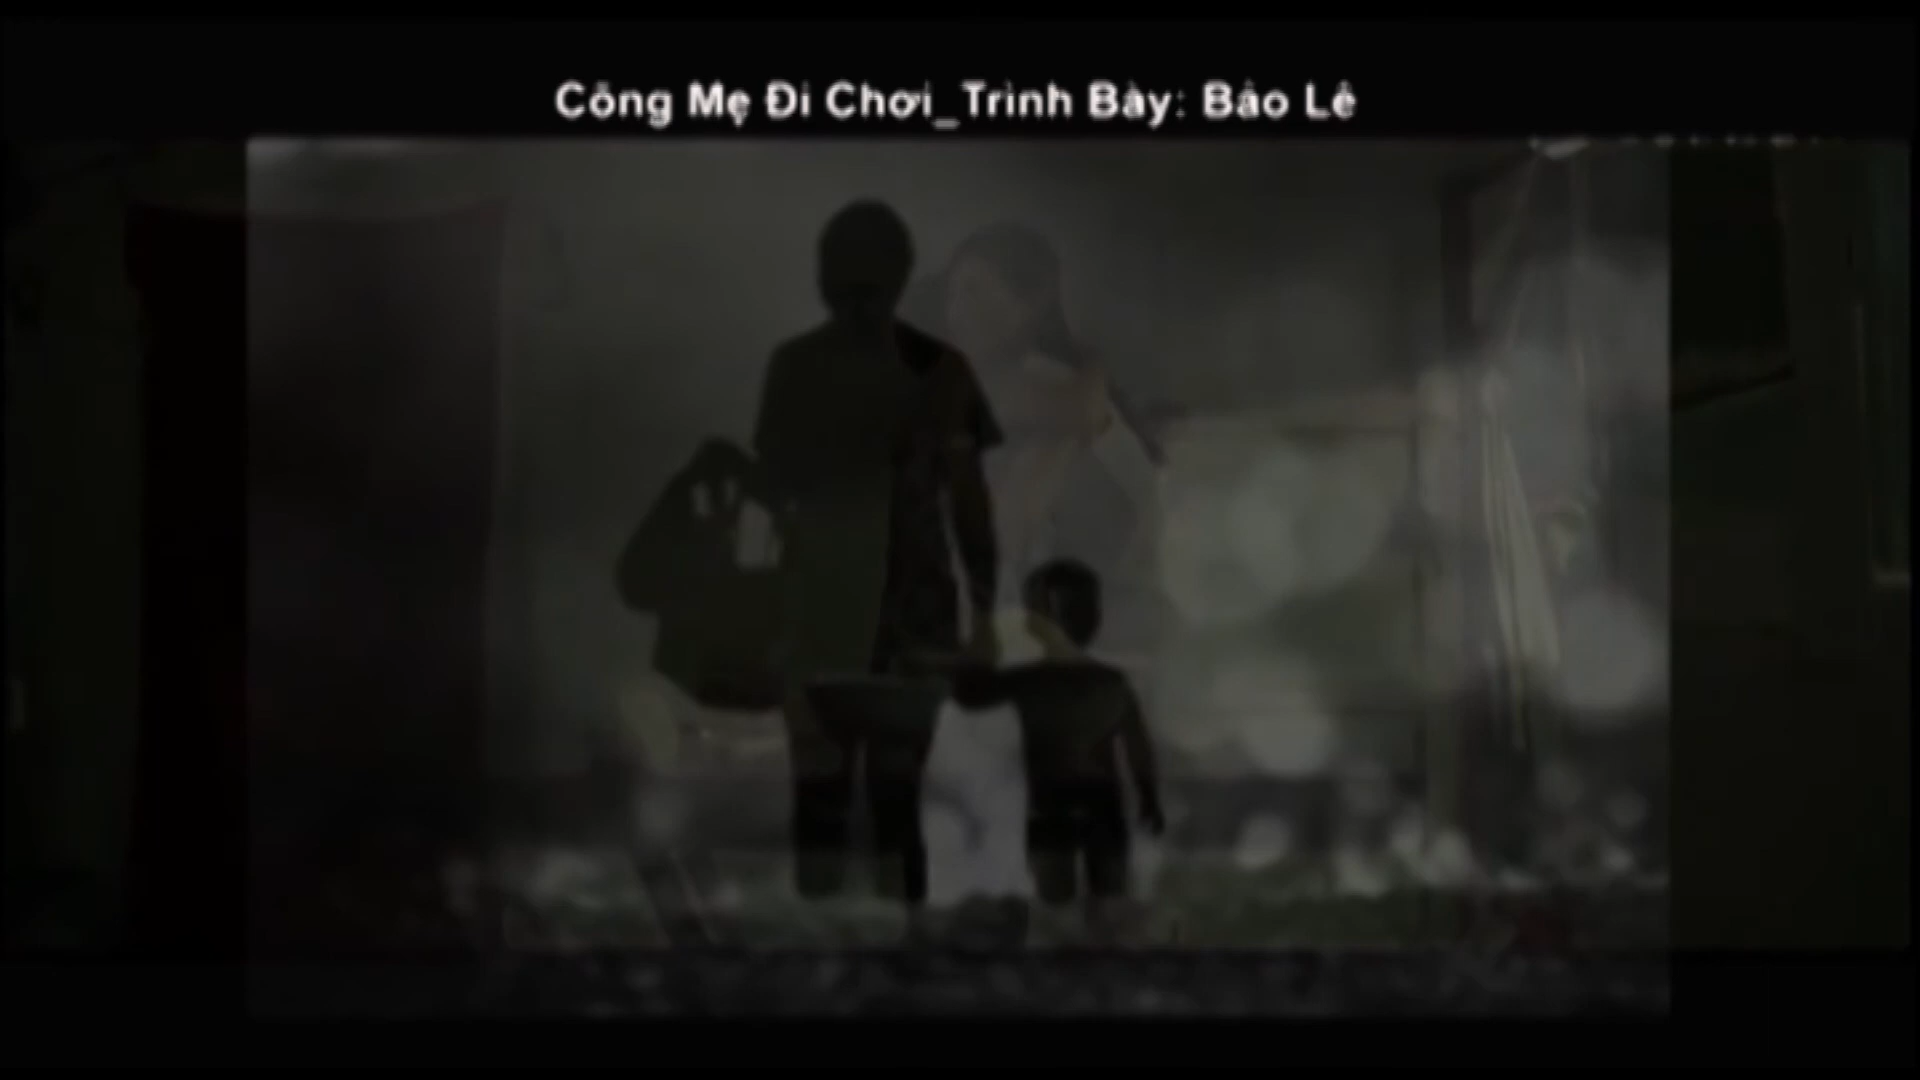 Cõng Mẹ Đi Chơi_Trình Bày: Bảo Lê